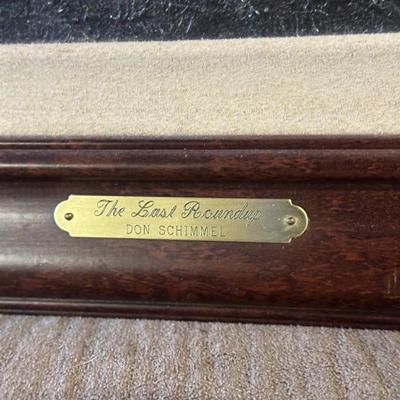 The Last Roundup
DON SCHIMMEL